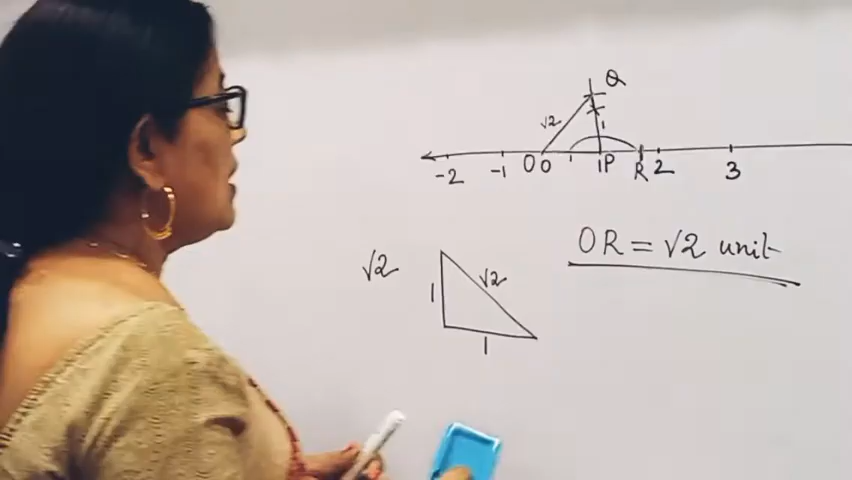 Q
√2 1
-2 -1 0 0 1P R 2 3
√2 1 √2 1
OR = √2 unit